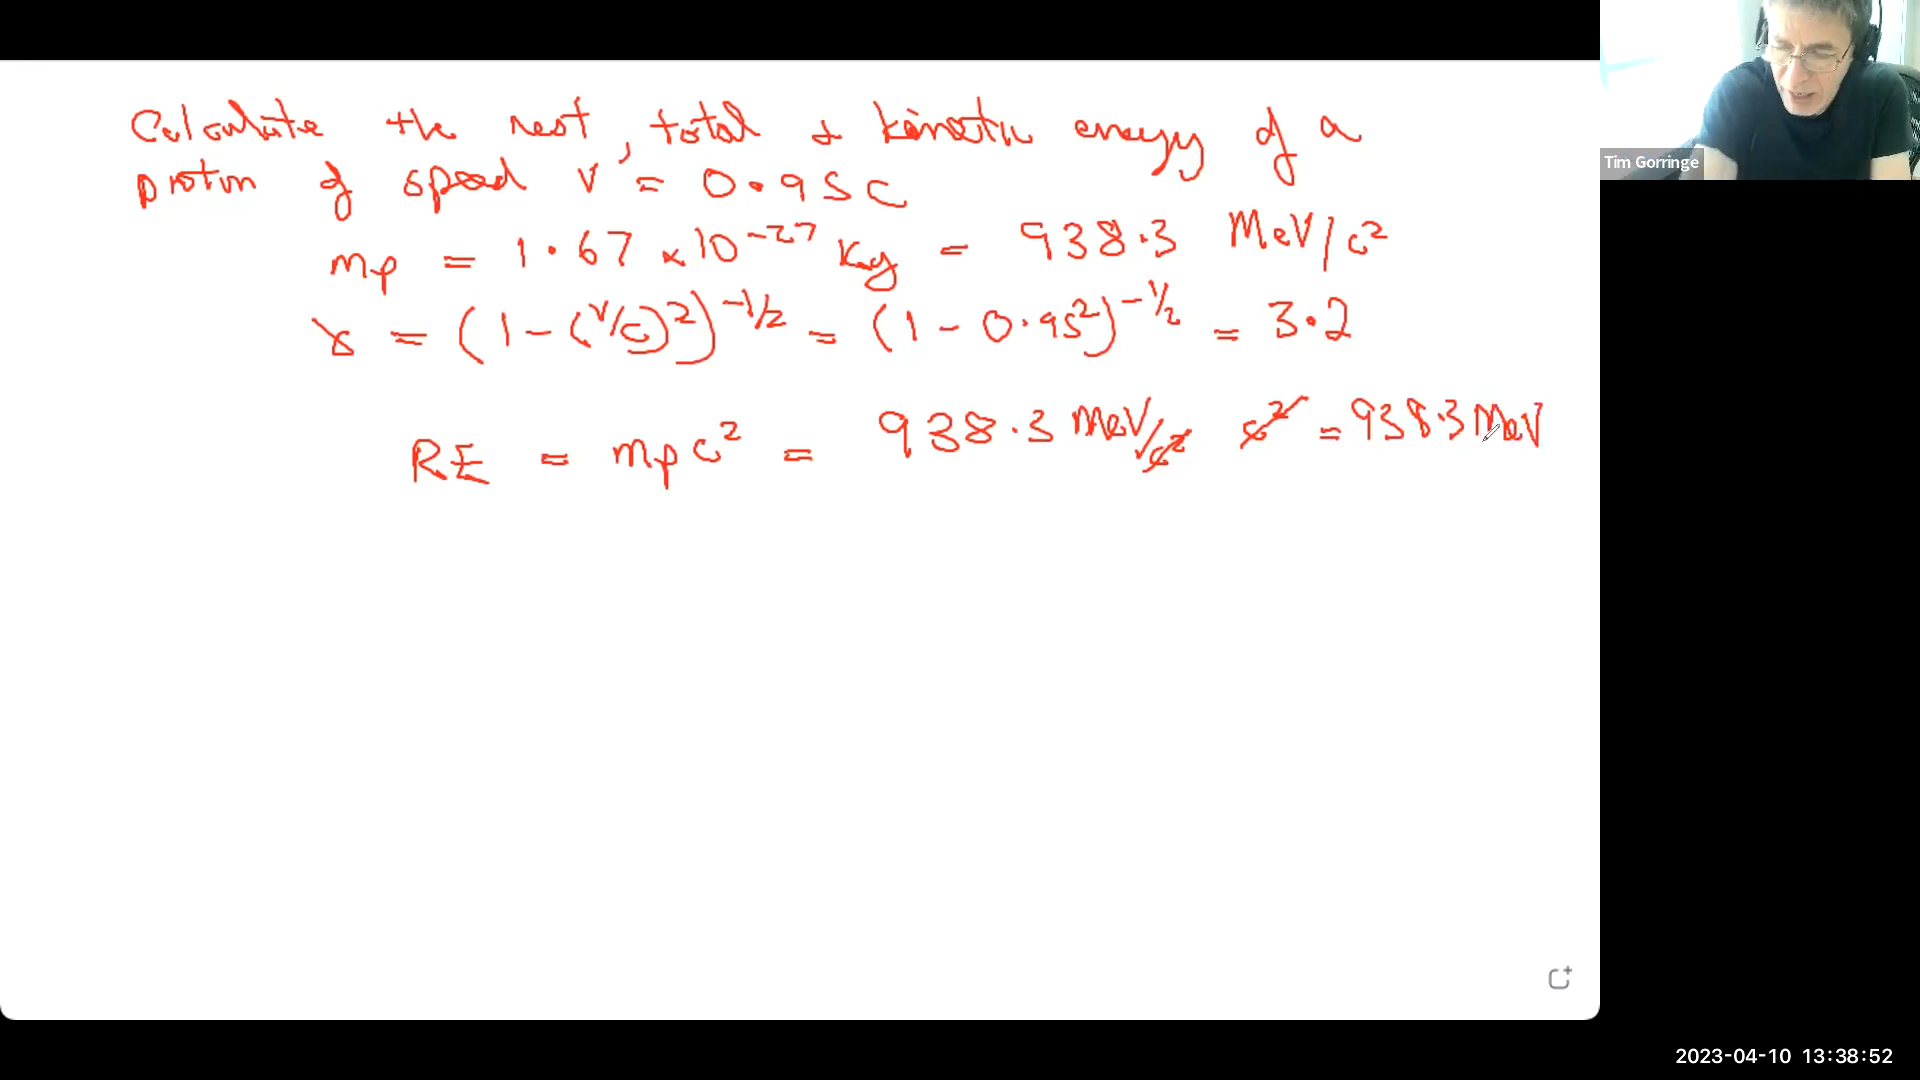 Calculate the rest, total & kinetic energy of a
proton of speed v = 0.95c
mp = 1.67 × 10^-27 Kg = 938.3 MeV/c²
γ = (1 - (v/c)²)^-1/2 = (1 - 0.95²)^-1/2 = 3.2
RE = mpc² = 938.3 MeV/c² c² = 938.3 MeV
Tim Gorringe
2023-04-10 13:38:52